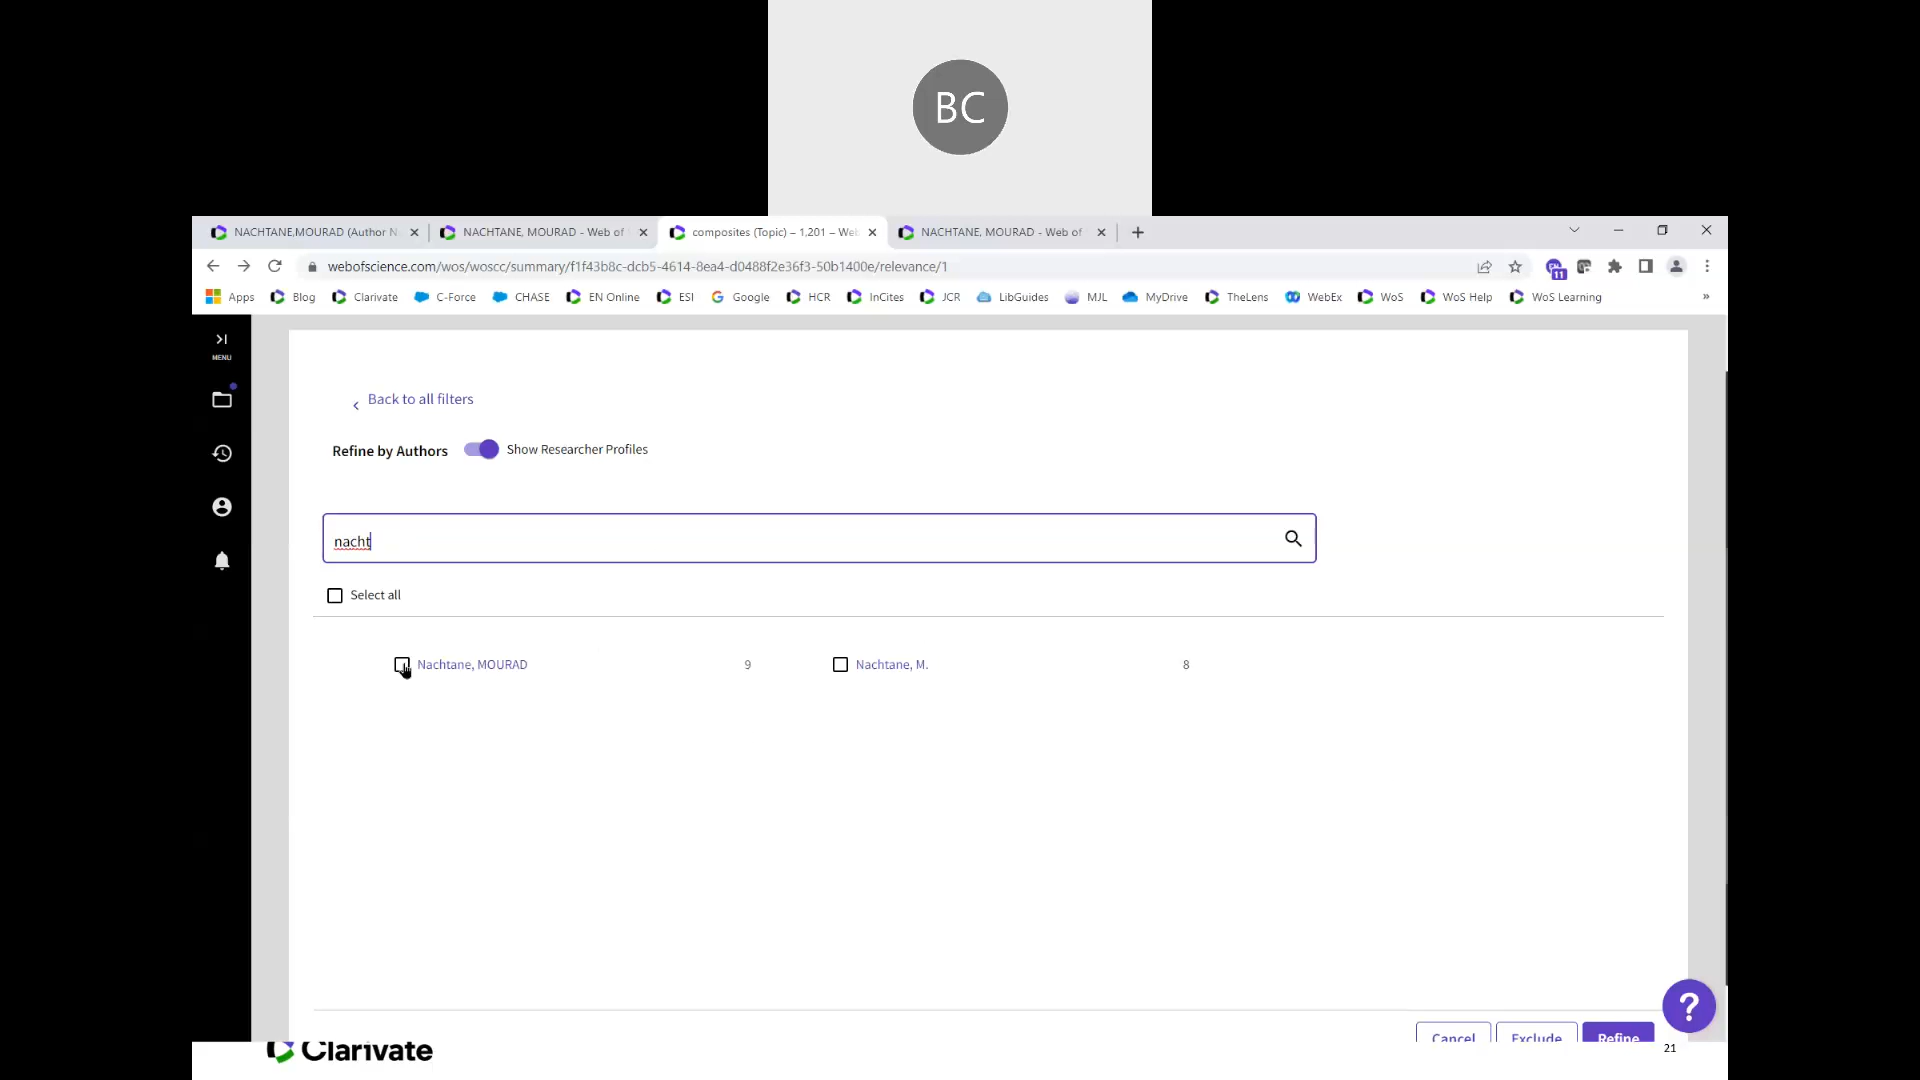 BC
NACHTANE,MOURAD (Author N
NACHTANE, MOURAD - Web of
composites (Topic) – 1,201 – Web
NACHTANE, MOURAD - Web of
webofscience.com/wos/woscc/summary/f1f43b8c-dcb5-4614-8ea4-d0488f2e36f3-50b1400e/relevance/1
11
Apps Blog Clarivate C-Force CHASE EN Online ESI Google HCR InCites JCR LibGuides MJL MyDrive TheLens WebEx WoS WoS Help WoS Learning »
MENU
Back to all filters
Refine by Authors Show Researcher Profiles
nacht
Select all
Nachtane, MOURAD 9 Nachtane, M. 8
?
Cancel Exclude Refine
Clarivate
21